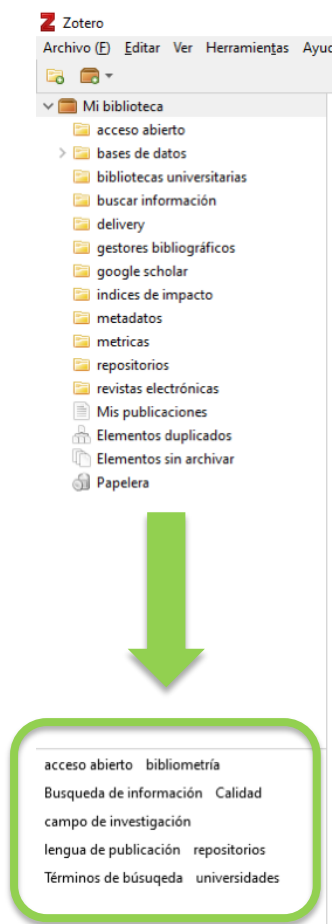 Zotero
Archivo (F) Editar Ver Herramientas Ayuc
Mi biblioteca
acceso abierto
bases de datos
bibliotecas universitarias
buscar información
delivery
gestores bibliográficos
google scholar
indices de impacto
metadatos
metricas
repositorios
revistas electrónicas
Mis publicaciones
Elementos duplicados
Elementos sin archivar
Papelera
acceso abierto bibliometría
Busqueda de información Calidad
campo de investigación
lengua de publicación repositorios
Términos de búsuqeda universidades